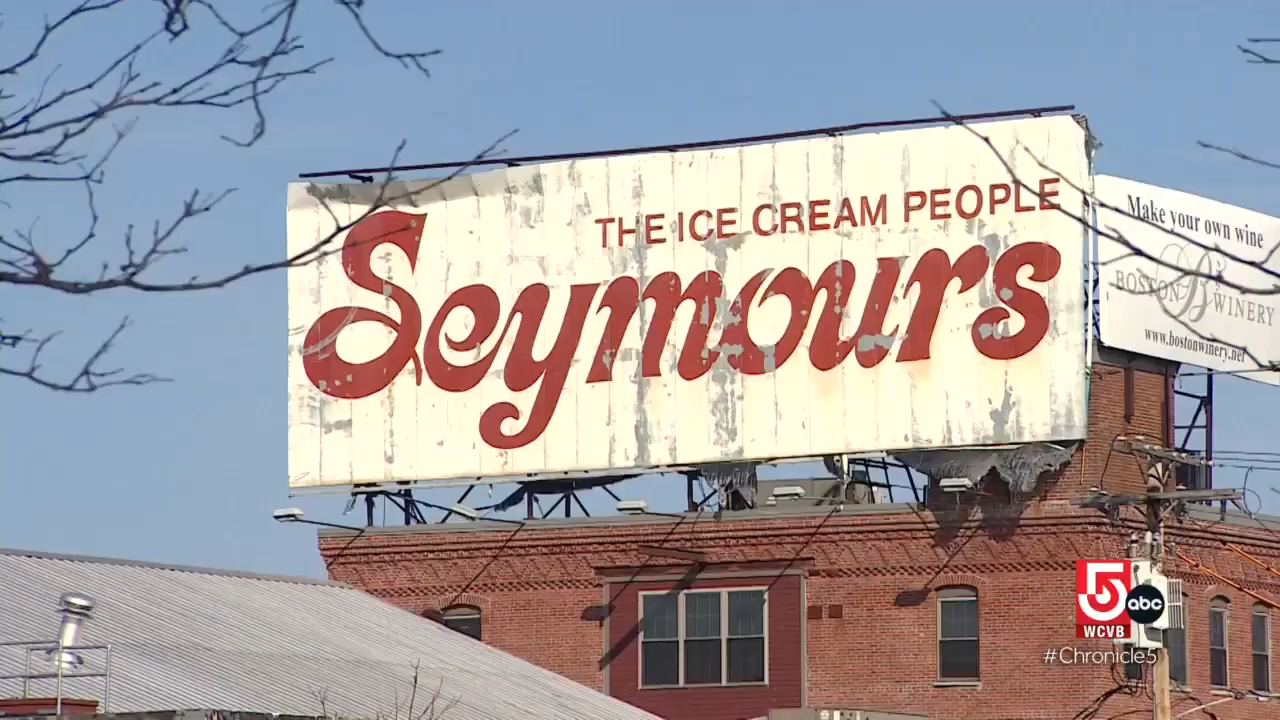 THE ICE CREAM PEOPLE
Seymours
Make your own wine
BOSTON B's WINERY
www.bostonwinery.net
5 abc
WCVB
#Chronicle5